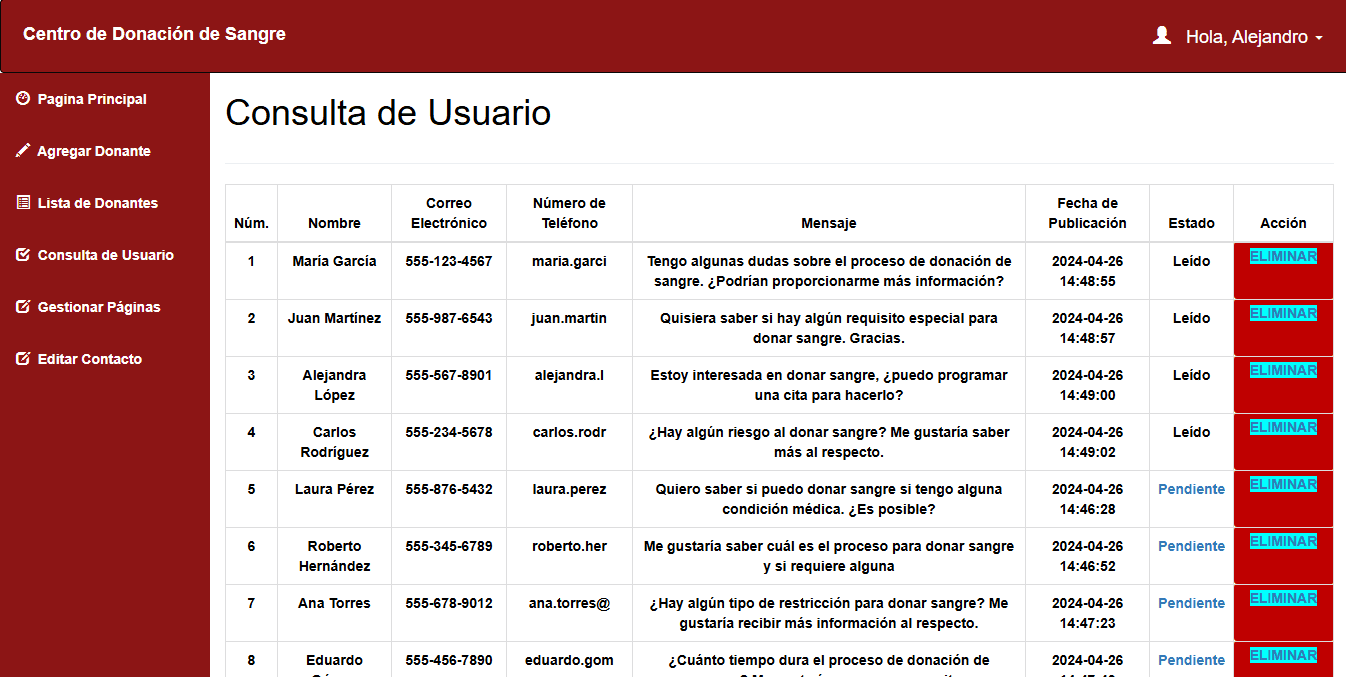 Centro de Donación de Sangre
Hola, Alejandro
Pagina Principal
Agregar Donante
Lista de Donantes
Consulta de Usuario
Gestionar Páginas
Editar Contacto
Consulta de Usuario
Núm. Nombre Correo Electrónico Número de Teléfono Mensaje Fecha de Publicación Estado Acción
1 María García 555-123-4567 maria.garci Tengo algunas dudas sobre el proceso de donación de 2024-04-26 Leído ELIMINAR
sangre. ¿Podrían proporcionarme más información? 14:48:55
2 Juan Martínez 555-987-6543 juan.martin Quisiera saber si hay algún requisito especial para 2024-04-26 Leído ELIMINAR
donar sangre. Gracias. 14:48:57
3 Alejandra 555-567-8901 alejandra.l Estoy interesada en donar sangre, ¿puedo programar 2024-04-26 Leído ELIMINAR
López una cita para hacerlo? 14:49:00
4 Carlos 555-234-5678 carlos.rodr ¿Hay algún riesgo al donar sangre? Me gustaría saber 2024-04-26 Leído ELIMINAR
Rodríguez más al respecto. 14:49:02
5 Laura Pérez 555-876-5432 laura.perez Quiero saber si puedo donar sangre si tengo alguna 2024-04-26 Pendiente ELIMINAR
condición médica. ¿Es posible? 14:46:28
6 Roberto 555-345-6789 roberto.her Me gustaría saber cuál es el proceso para donar sangre 2024-04-26 Pendiente ELIMINAR
Hernández y si requiere alguna 14:46:52
7 Ana Torres 555-678-9012 ana.torres@ ¿Hay algún tipo de restricción para donar sangre? Me 2024-04-26 Pendiente ELIMINAR
gustaría recibir más información al respecto. 14:47:23
8 Eduardo 555-456-7890 eduardo.gom ¿Cuánto tiempo dura el proceso de donación de 2024-04-26 Pendiente ELIMINAR